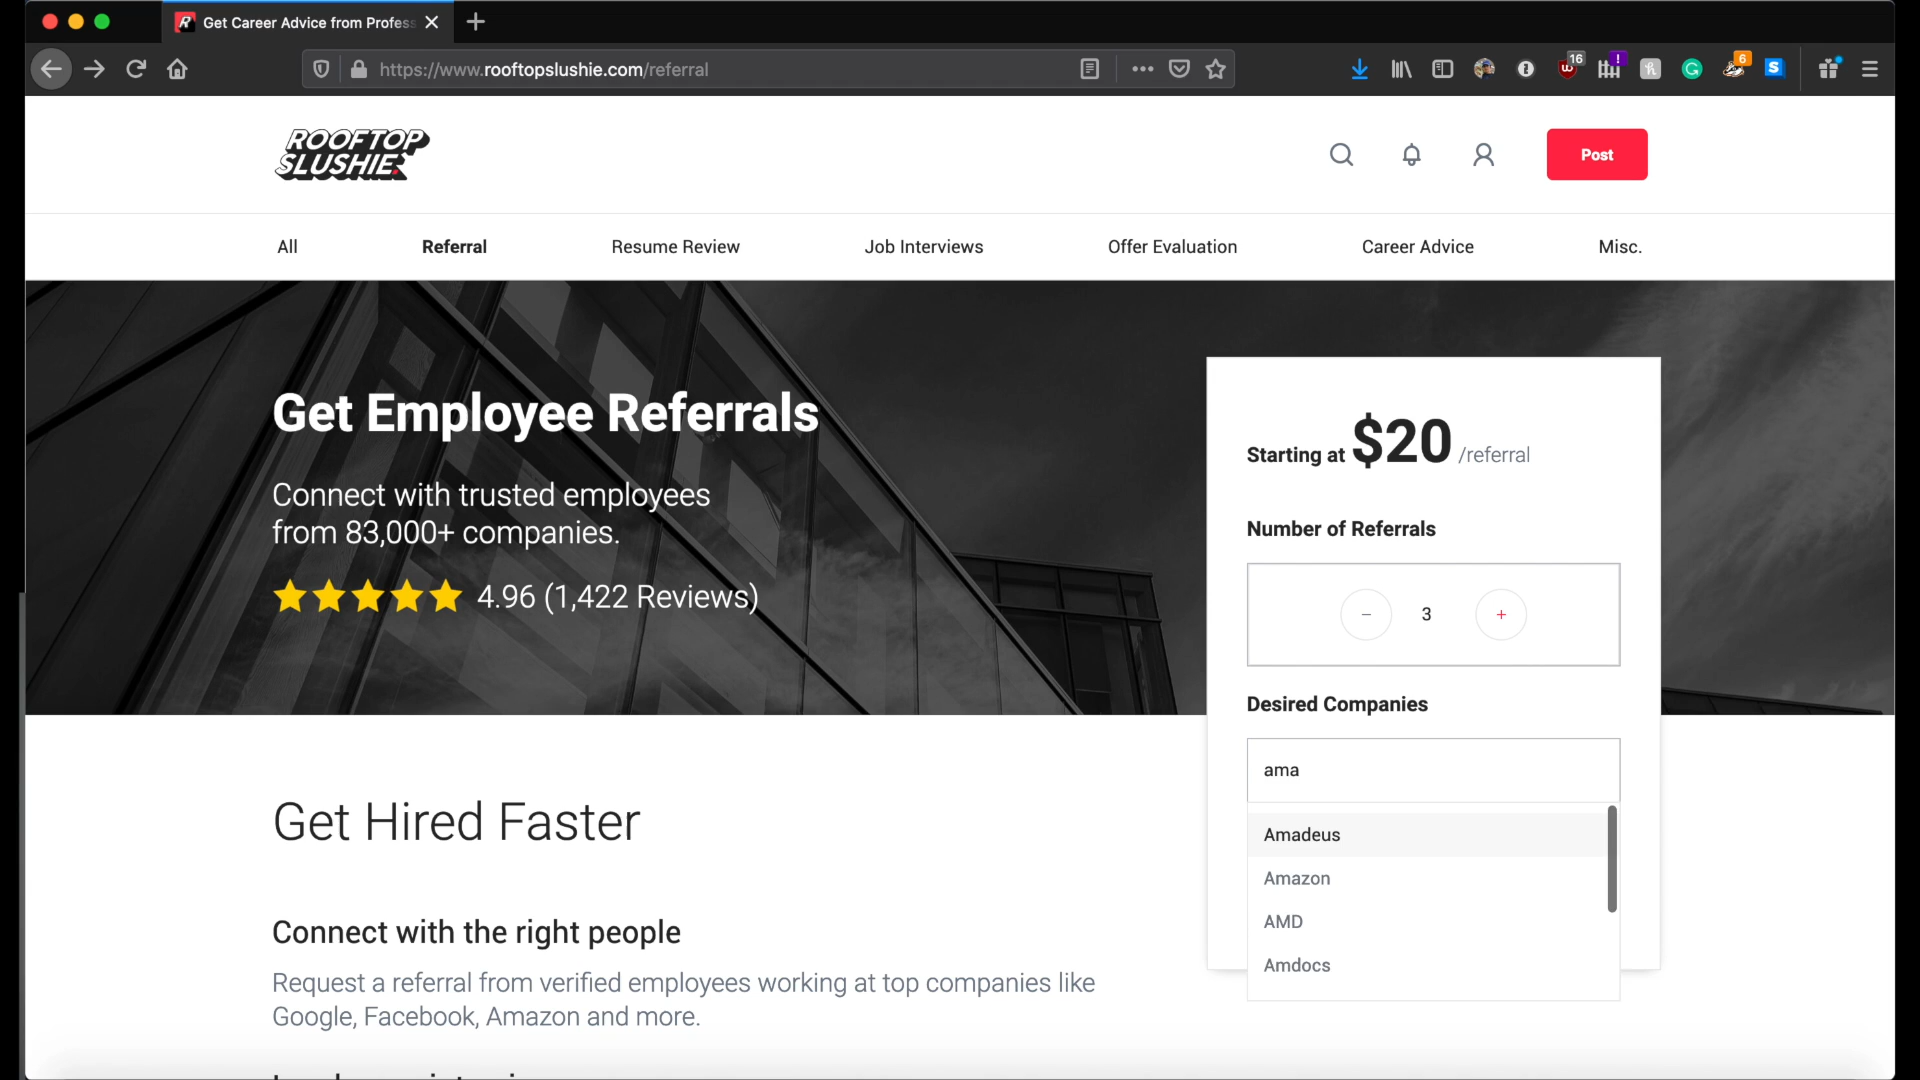 Get Career Advice from Profess
https://www.rooftopslushie.com/referral
16
!
6
S
ROOFTOP
SLUSHIE.
Post
All
Referral
Resume Review
Job Interviews
Offer Evaluation
Career Advice
Misc.
Get Employee Referrals
Connect with trusted employees
from 83,000+ companies.
4.96 (1,422 Reviews)
Starting at $20 /referral
Number of Referrals
− 3 +
Desired Companies
ama
Amadeus
Amazon
AMD
Amdocs
Get Hired Faster
Connect with the right people
Request a referral from verified employees working at top companies like
Google, Facebook, Amazon and more.